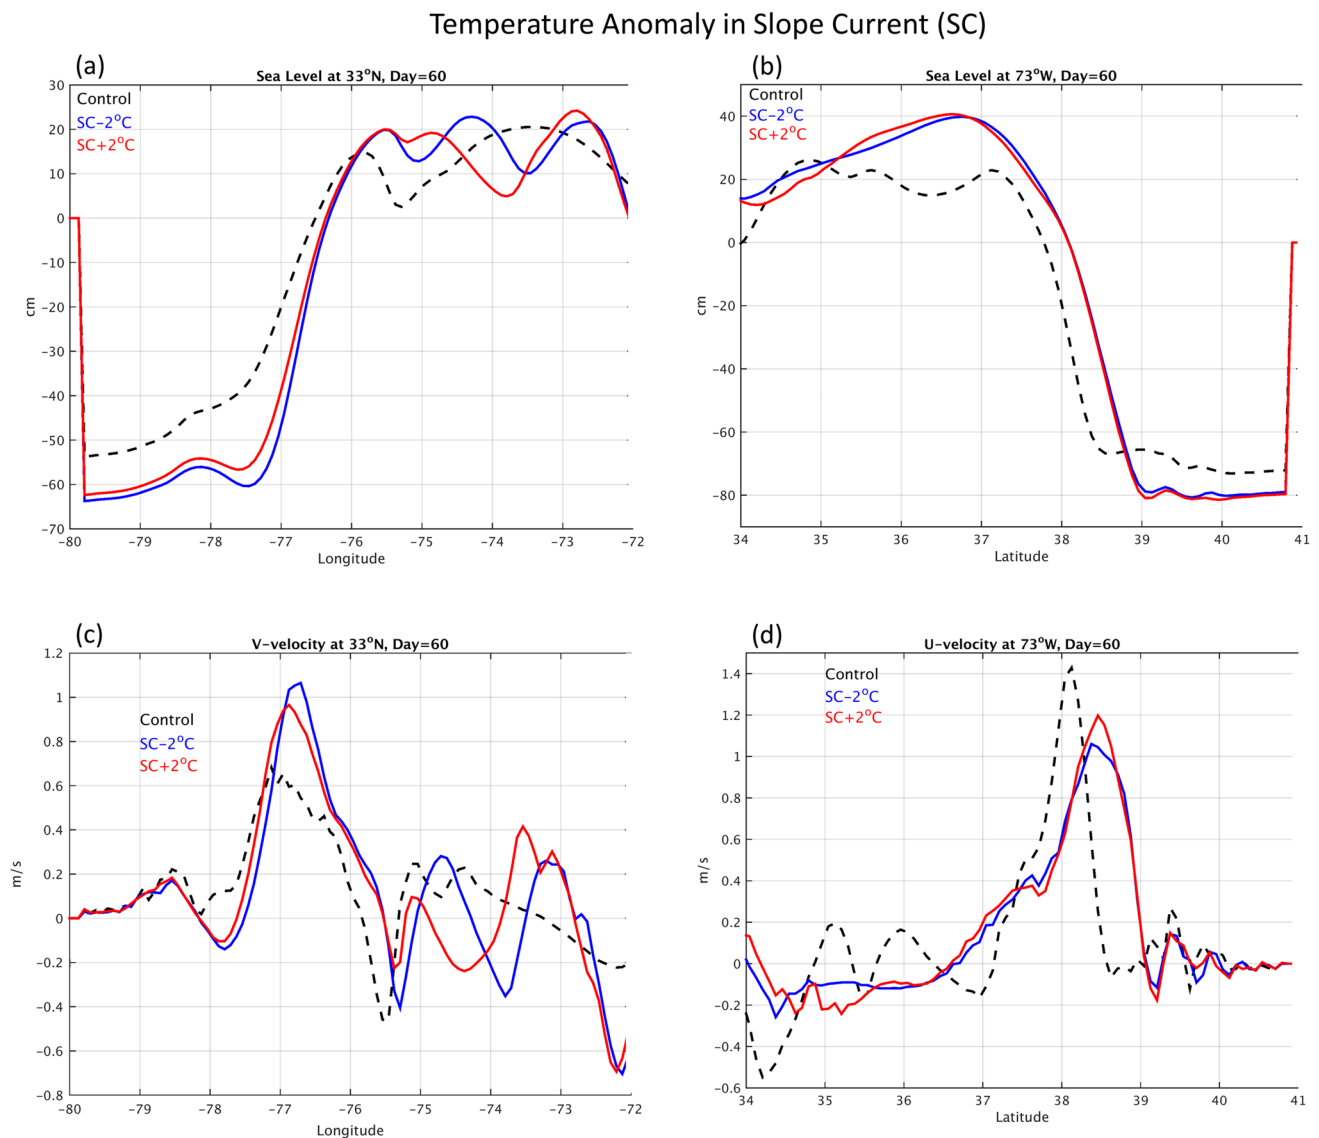 Temperature Anomaly in Slope Current (SC)
(a)
Sea Level at 33°N, Day=60
Control
SC−2°C
SC+2°C
30
20
10
0
−10
−20
−30
−40
−50
−60
−70
cm
−80 −79 −78 −77 −76 −75 −74 −73 −72
Longitude
(b)
Sea Level at 73°W, Day=60
Control
SC−2°C
SC+2°C
40
20
0
−20
−40
−60
−80
cm
34 35 36 37 38 39 40 41
Latitude
(c)
V−velocity at 33°N, Day=60
Control
SC−2°C
SC+2°C
1.2
1
0.8
0.6
0.4
0.2
0
−0.2
−0.4
−0.6
−0.8
m/s
−80 −79 −78 −77 −76 −75 −74 −73 −72
Longitude
(d)
U−velocity at 73°W, Day=60
Control
SC−2°C
SC+2°C
1.4
1.2
1
0.8
0.6
0.4
0.2
0
−0.2
−0.4
−0.6
m/s
34 35 36 37 38 39 40 41
Latitude